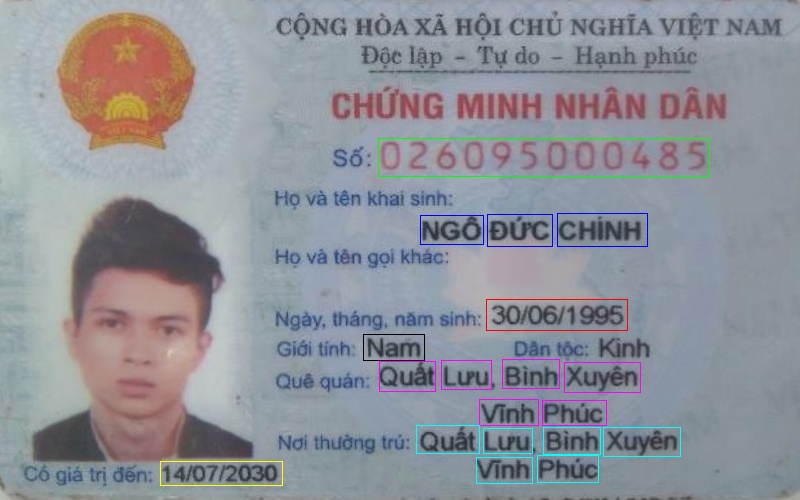 CỘNG HÒA XÃ HỘI CHỦ NGHĨA VIỆT NAM
Độc lập - Tự do - Hạnh phúc
CHỨNG MINH NHÂN DÂN
Số: 026095000485
Họ và tên khai sinh:
NGÔ ĐỨC CHÍNH
Họ và tên gọi khác:
Ngày, tháng, năm sinh: 30/06/1995
Giới tính: Nam Dân tộc: Kinh
Quê quán: Quất Lưu, Bình Xuyên
Vĩnh Phúc
Nơi thường trú: Quất Lưu, Bình Xuyên
Vĩnh Phúc
Có giá trị đến: 14/07/2030